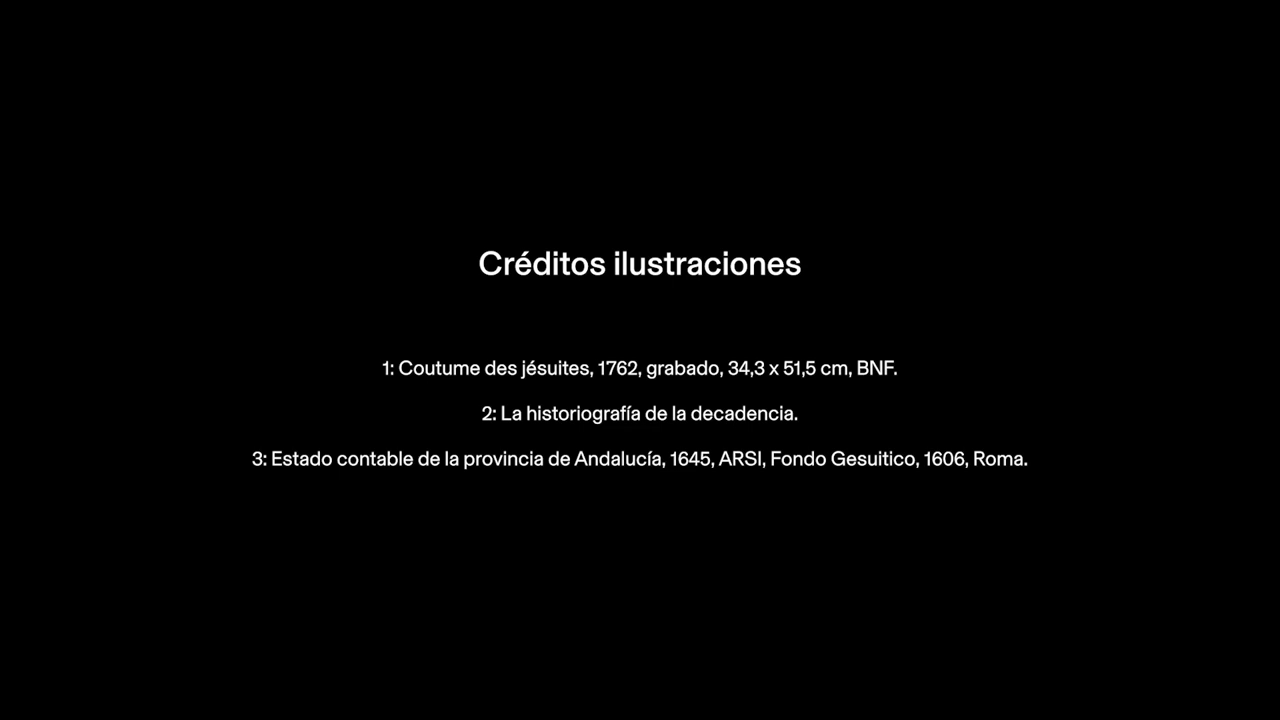 Créditos ilustraciones
1: Coutume des jésuites, 1762, grabado, 34,3 x 51,5 cm, BNF.
2: La historiografía de la decadencia.
3: Estado contable de la provincia de Andalucía, 1645, ARSI, Fondo Gesuitico, 1606, Roma.